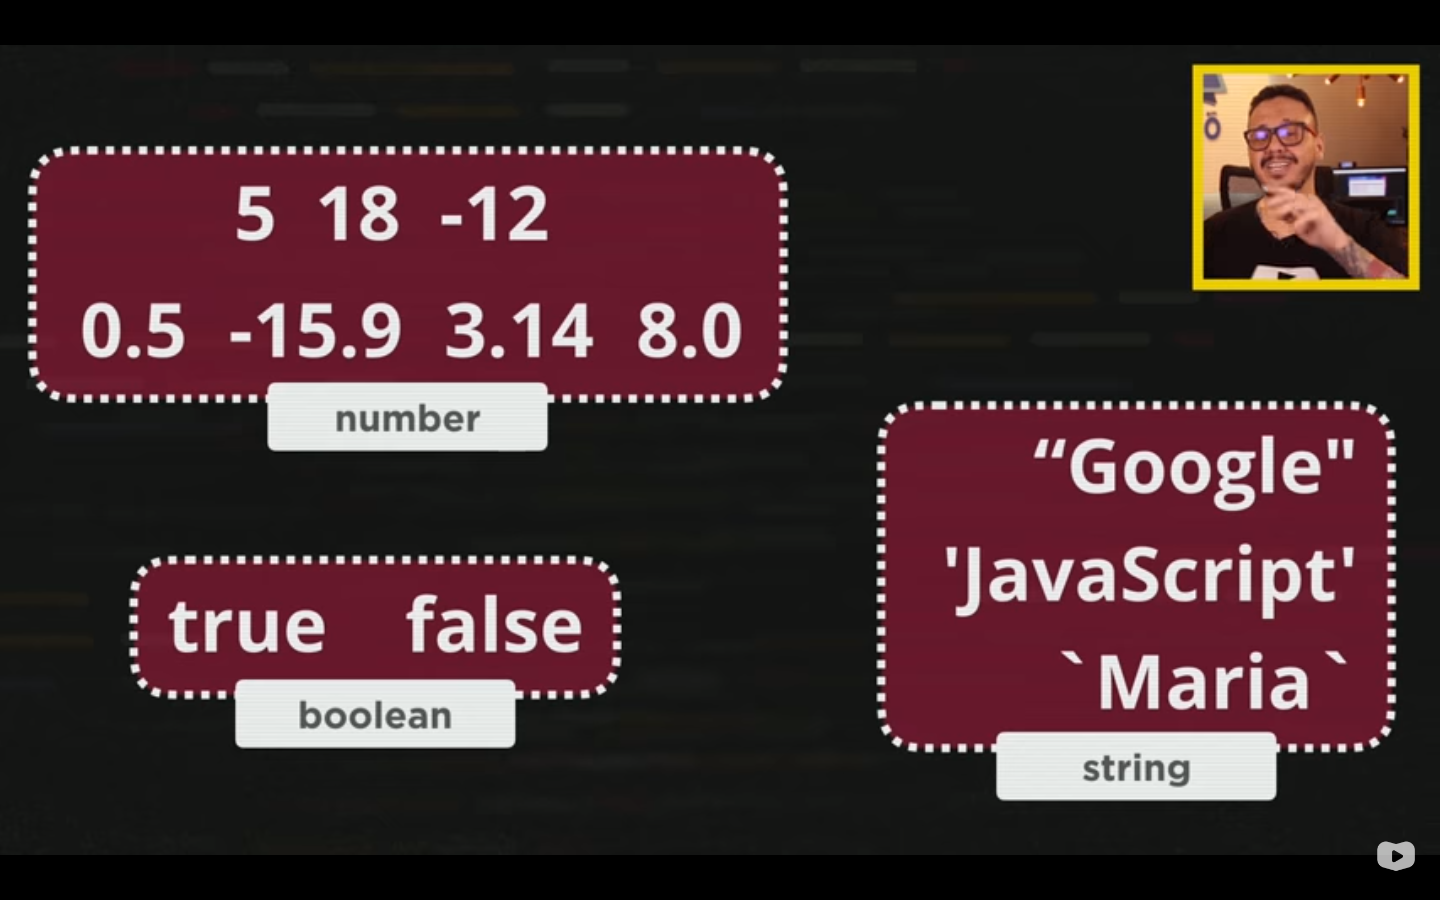 5 18 -12
0.5 -15.9 3.14 8.0
number
true false
boolean
“Google"
'JavaScript'
`Maria`
string